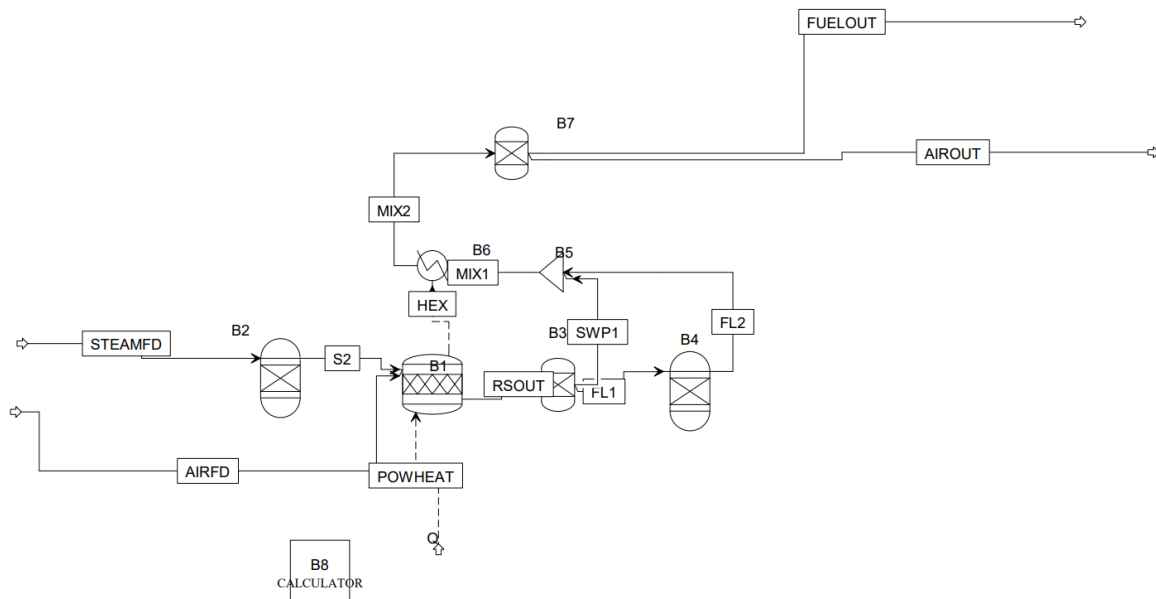 FUELOUT
B7
AIROUT
MIX2
B6
B5
MIX1
HEX
FL2
B2
STEAMFD
B3
SWP1
B4
S2
B1
RSOUT
FL1
AIRFD
POWHEAT
Q
B8
CALCULATOR